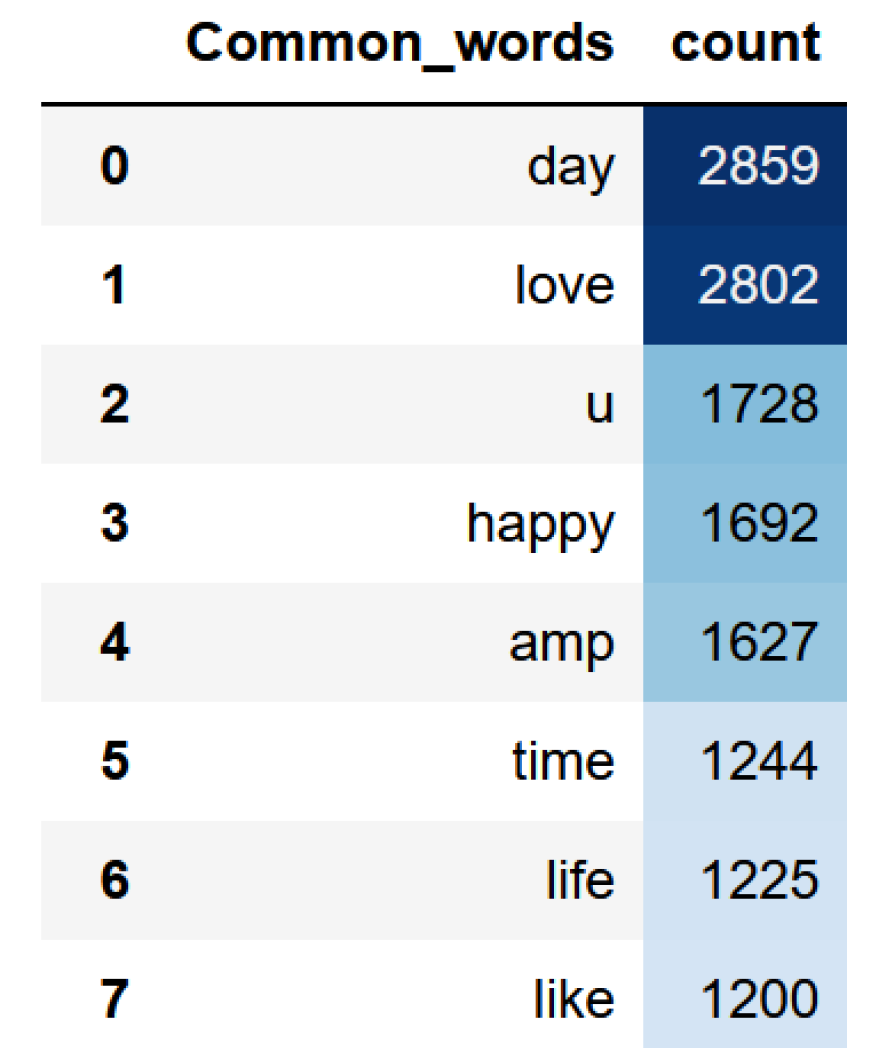 Common_words count
0 day 2859
1 love 2802
2 u 1728
3 happy 1692
4 amp 1627
5 time 1244
6 life 1225
7 like 1200